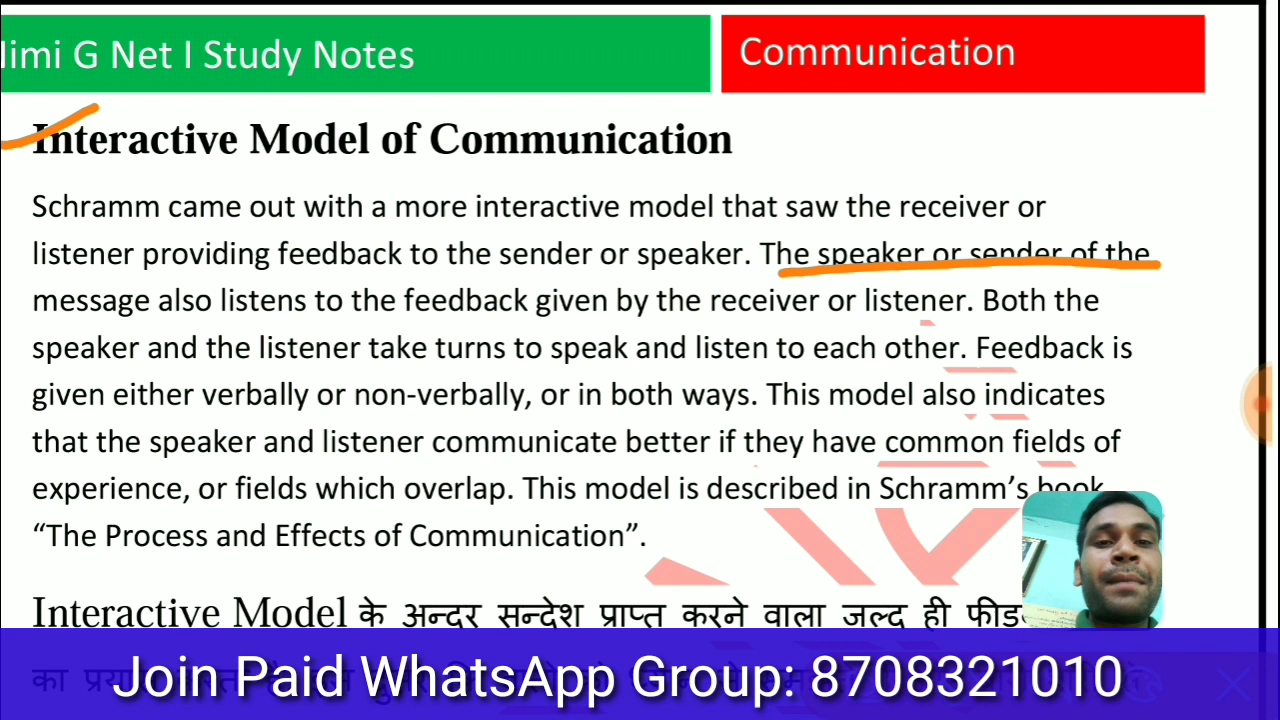 imi G Net I Study Notes
Communication
Interactive Model of Communication
Schramm came out with a more interactive model that saw the receiver or
listener providing feedback to the sender or speaker. The speaker or sender of the
message also listens to the feedback given by the receiver or listener. Both the
speaker and the listener take turns to speak and listen to each other. Feedback is
given either verbally or non-verbally, or in both ways. This model also indicates
that the speaker and listener communicate better if they have common fields of
experience, or fields which overlap. This model is described in Schramm’s book
“The Process and Effects of Communication”.
Interactive Model के अन्दर सन्देश प्राप्त करने वाला जल्द ही
का
Join Paid WhatsApp Group: 8708321010